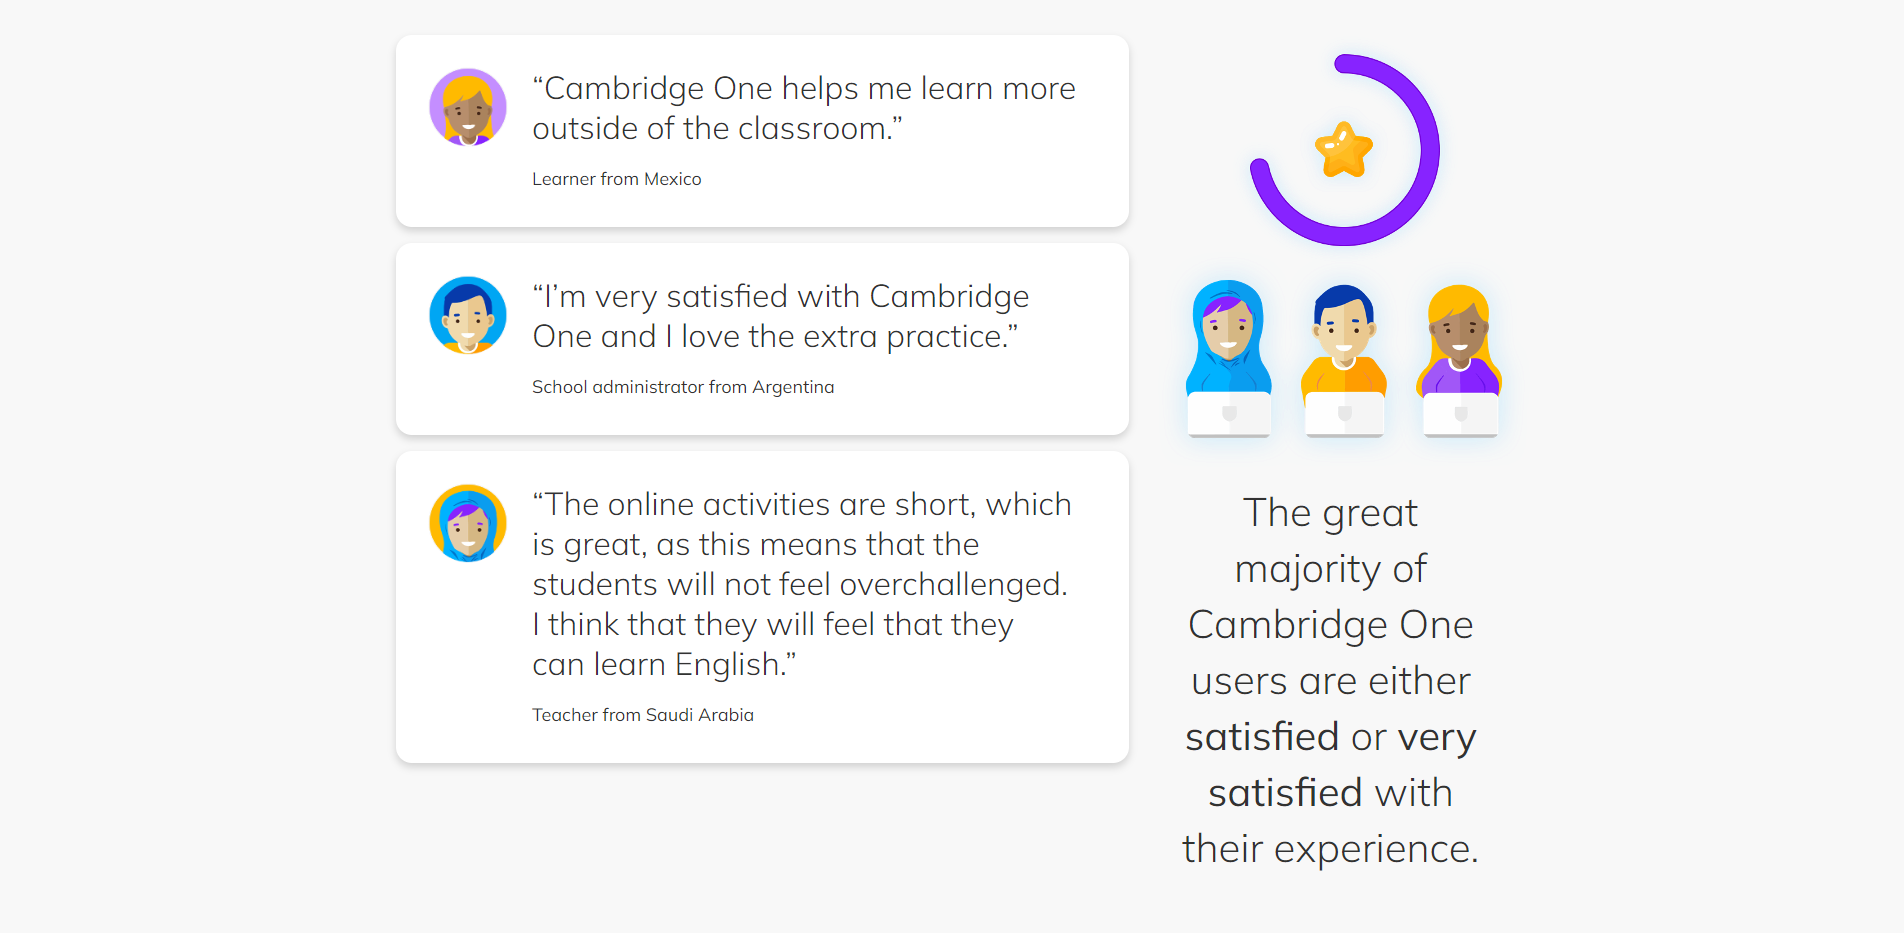 “Cambridge One helps me learn more
outside of the classroom.”
Learner from Mexico
“I’m very satisfied with Cambridge
One and I love the extra practice.”
School administrator from Argentina
“The online activities are short, which
is great, as this means that the
students will not feel overchallenged.
I think that they will feel that they
can learn English.”
Teacher from Saudi Arabia
The great
majority of
Cambridge One
users are either
satisfied or very
satisfied with
their experience.